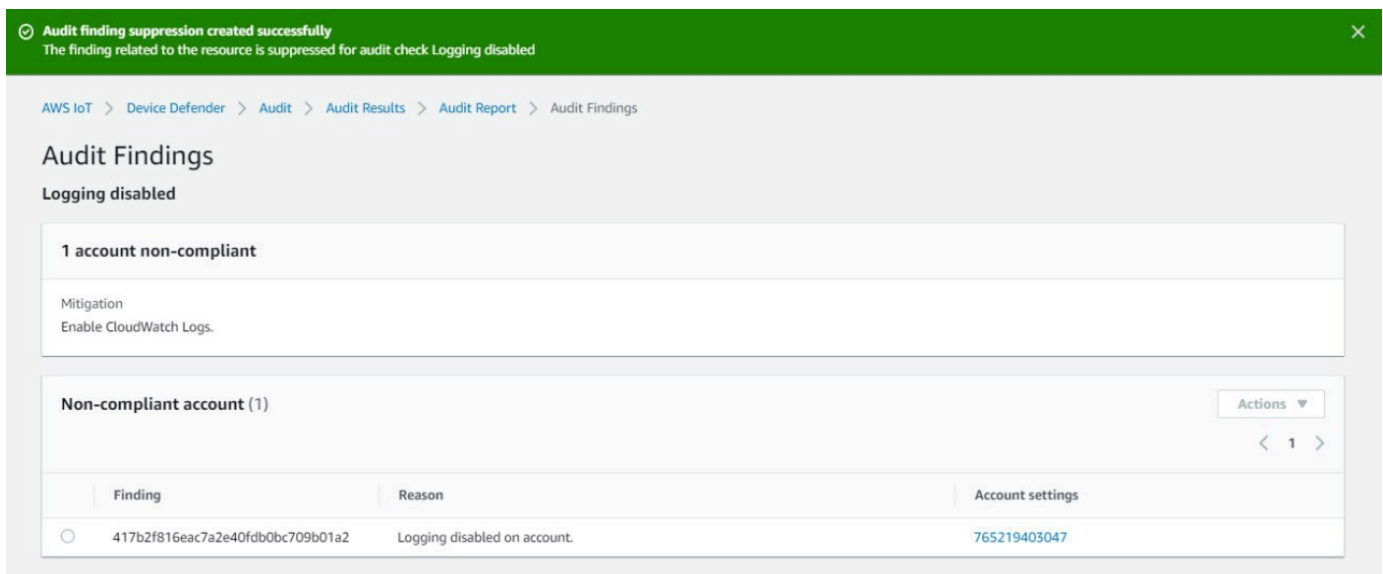 Audit finding suppression created successfully
The finding related to the resource is suppressed for audit check Logging disabled
AWS IoT > Device Defender > Audit > Audit Results > Audit Report > Audit Findings
Audit Findings
Logging disabled
1 account non-compliant
Mitigation
Enable CloudWatch Logs.
Non-compliant account (1)
Actions ▼
< 1 >
Finding Reason Account settings
417b2f816eac7a2e40fdb0bc709b01a2 Logging disabled on account. 765219403047